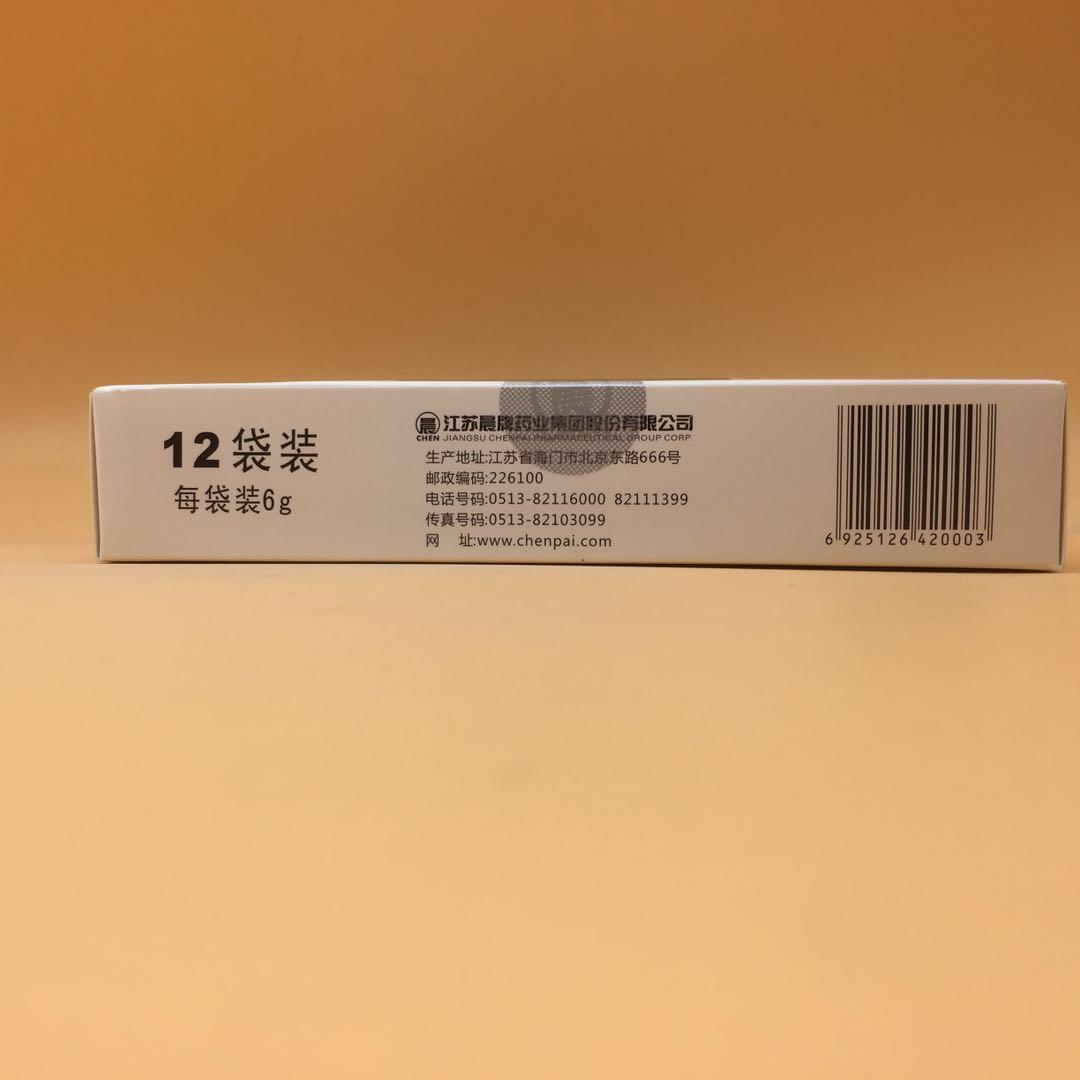 12袋装
每袋装6g
晨 江苏晨牌药业集团股份有限公司
CHEN JIANGSU CHENPAI PHARMACEUTICAL GROUP CORP.
生产地址:江苏省海门市北京东路666号
邮政编码:226100
电话号码:0513-82116000 82111399
传真号码:0513-82103099
网 址:www.chenpai.com
6 925126 420003